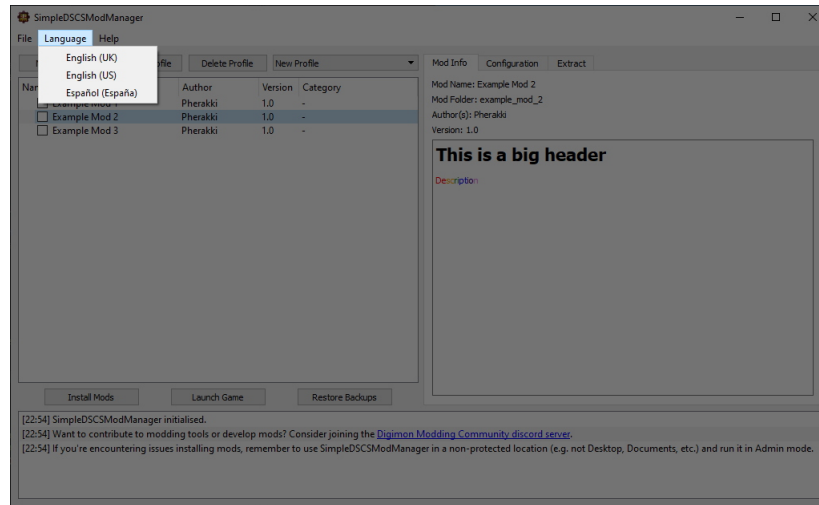 SimpleDSCSModManager
File Language Help
English (UK)
English (US)
Español (España)
Delete Profile New Profile
Author Version Category
Example Mod 1 Pherakki 1.0 -
Example Mod 2 Pherakki 1.0 -
Example Mod 3 Pherakki 1.0 -
Install Mods Launch Game Restore Backups
Mod Info Configuration Extract
Mod Name: Example Mod 2
Mod Folder: example_mod_2
Author(s): Pherakki
Version: 1.0
This is a big header
Description
[22:54] SimpleDSCSModManager initialised.
[22:54] Want to contribute to modding tools or develop mods? Consider joining the Digimon Modding Community discord server.
[22:54] If you're encountering issues installing mods, remember to use SimpleDSCSModManager in a non-protected location (e.g. not Desktop, Documents, etc.) and run it in Admin mode.